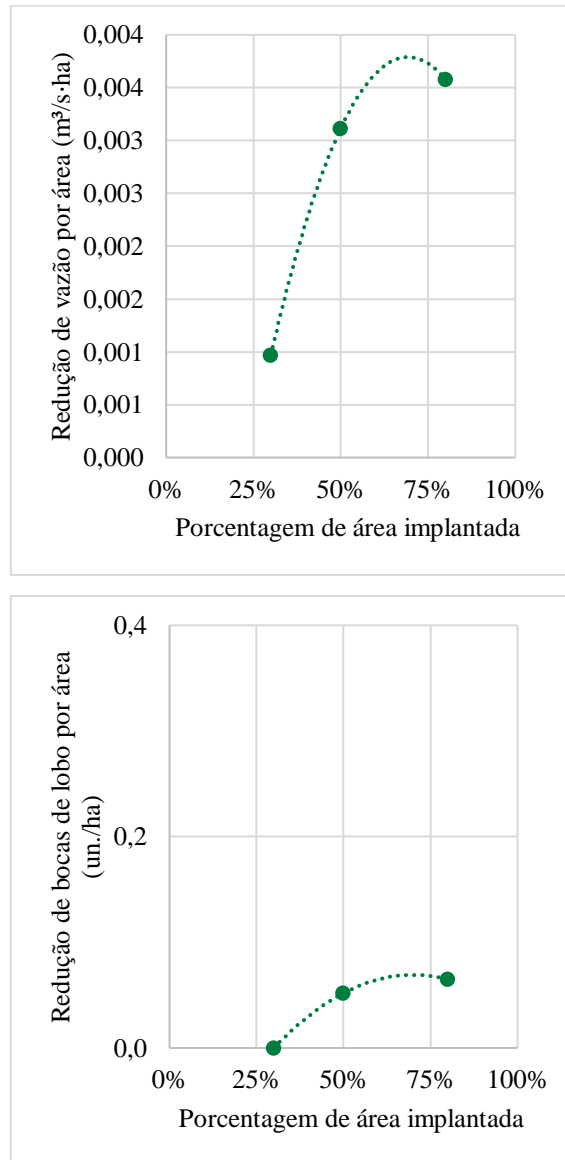 Redução de vazão por área (m³/s·ha)
0,004
0,004
0,003
0,003
0,002
0,002
0,001
0,001
0,000
0% 25% 50% 75% 100%
Porcentagem de área implantada
Redução de bocas de lobo por área
(un./ha)
0,4
0,2
0,0
0% 25% 50% 75% 100%
Porcentagem de área implantada